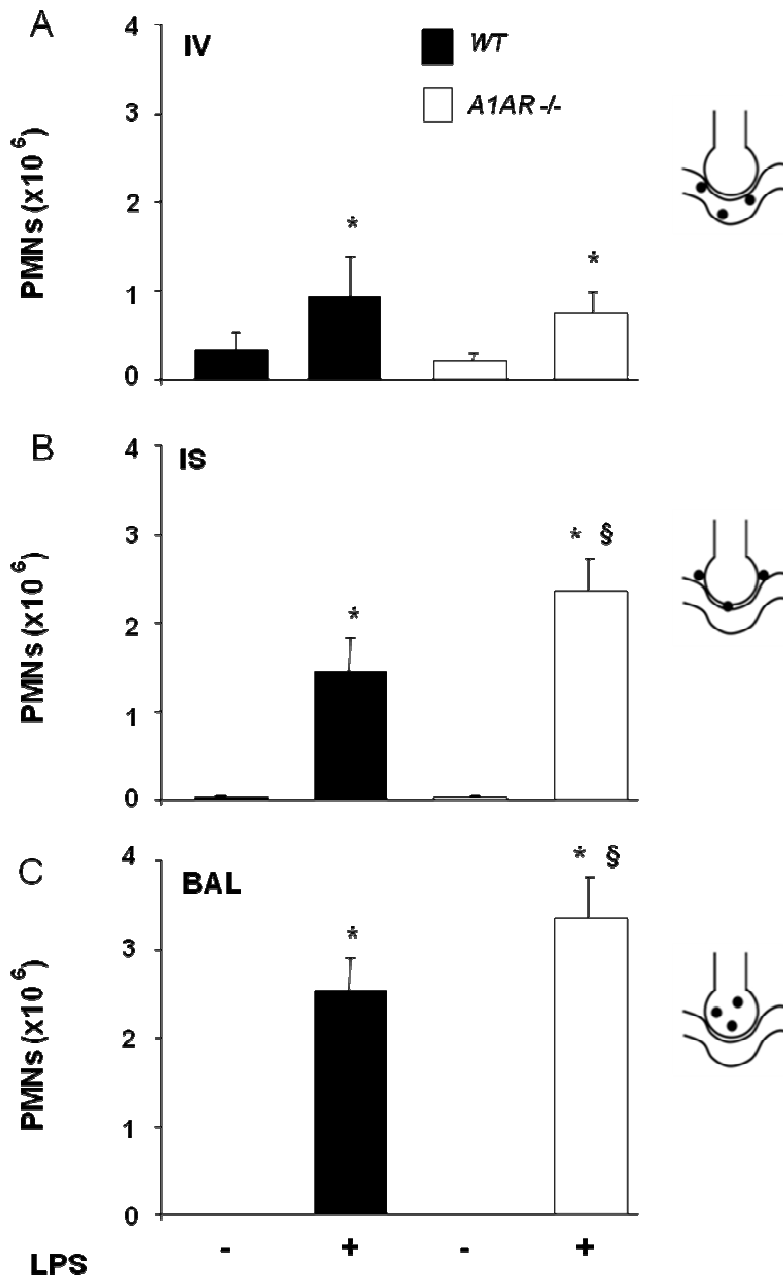 A
IV
WT
A1AR -/-
PMNs (x10⁶)
4
3
2
1
0
*
*
B
IS
PMNs (x10⁶)
4
3
2
1
0
*
* §
C
BAL
PMNs (x10⁶)
4
3
2
1
0
*
* §
LPS - + - +